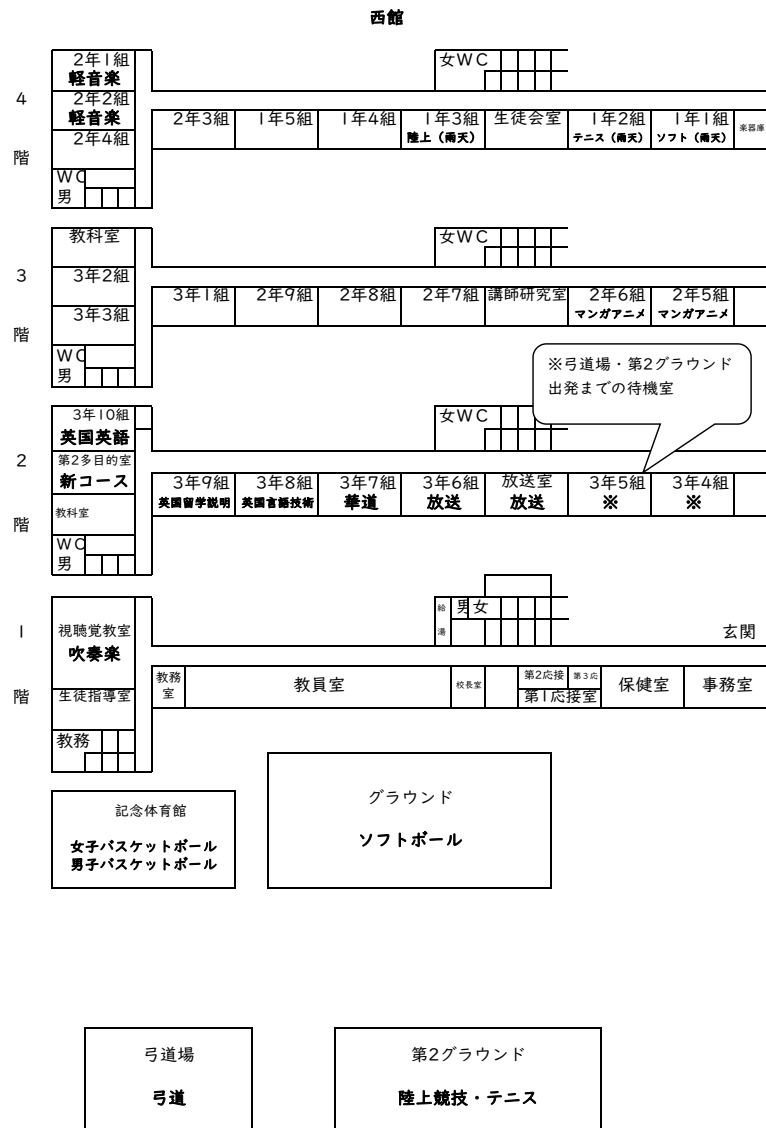 西館
2年1組
軽音楽
女WC
4
階
2年2組
軽音楽
2年4組
2年3組
1年5組
1年4組
1年3組
陸上（雨天）
生徒会室
1年2組
テニス（雨天）
1年1組
ソフト（雨天）
楽器庫
WC
男
教科室
女WC
3
階
3年2組
3年3組
3年1組
2年9組
2年8組
2年7組
講師研究室
2年6組
マンガアニメ
2年5組
マンガアニメ
WC
男
※弓道場・第2グラウンド
出発までの待機室
3年10組
英国英語
女WC
2
階
第2多目的室
新コース
教科室
3年9組
英国留学説明
3年8組
英国言語技術
3年7組
華道
3年6組
放送
放送室
放送
3年5組
※
3年4組
※
WC
男
1
階
視聴覚教室
吹奏楽
給
湯
男
女
玄関
生徒指導室
教務
室
教員室
校長室
第2応接
第3応
第1応接室
保健室
事務室
教務
記念体育館
女子バスケットボール
男子バスケットボール
グラウンド
ソフトボール
弓道場
弓道
第2グラウンド
陸上競技・テニス